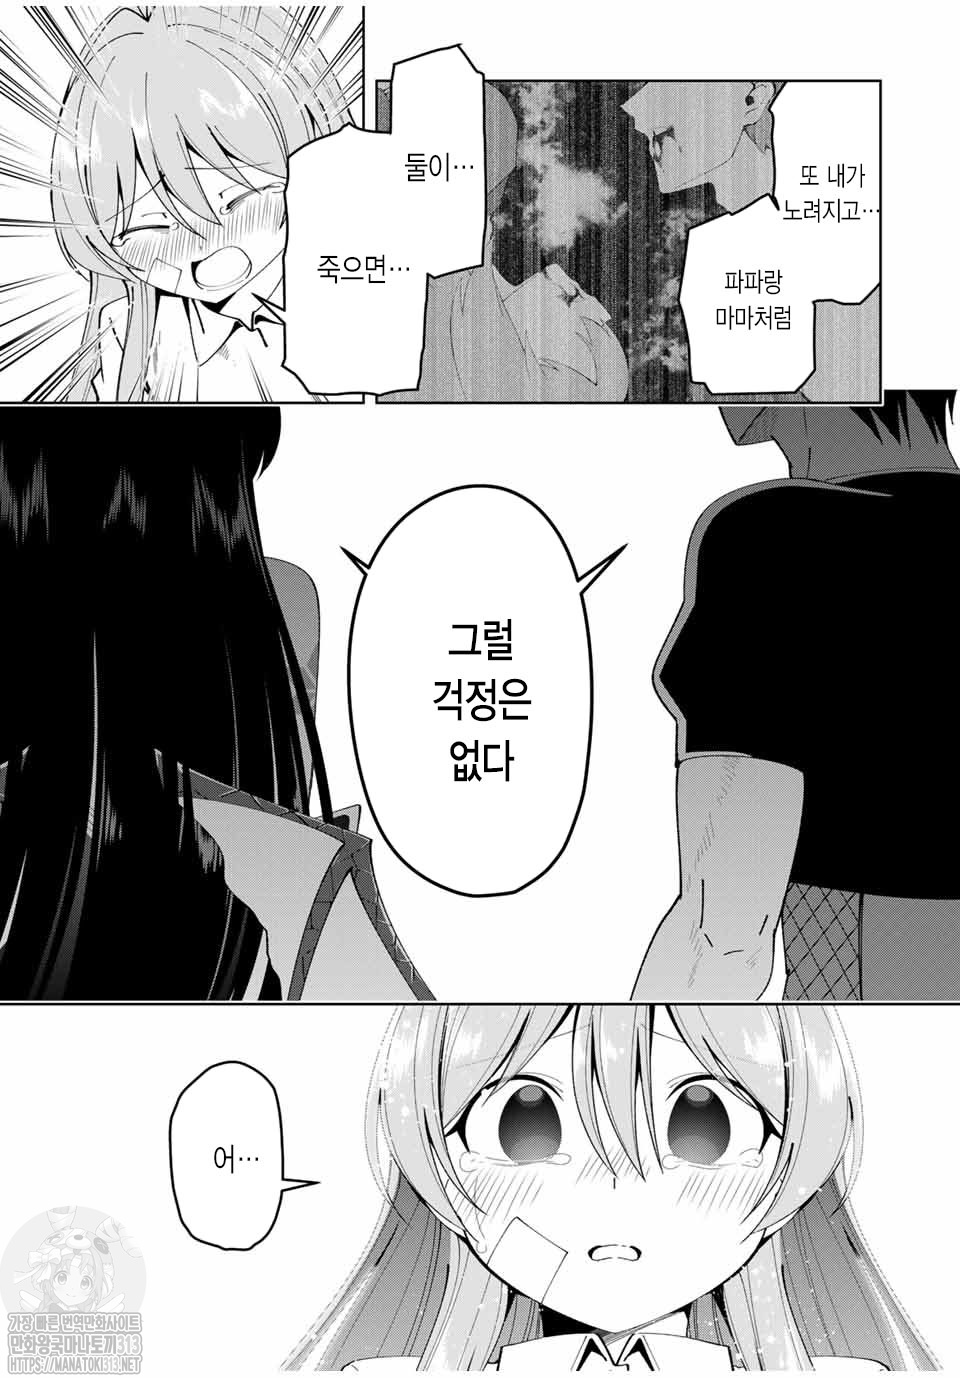 또 내가
노려지고…
파파랑
마마처럼
둘이…
죽으면…
그럴
걱정은
없다
어…
가장 빠른 번역만화사이트
만화왕국마나토끼313
HTTPS://MANATOKI313.NET